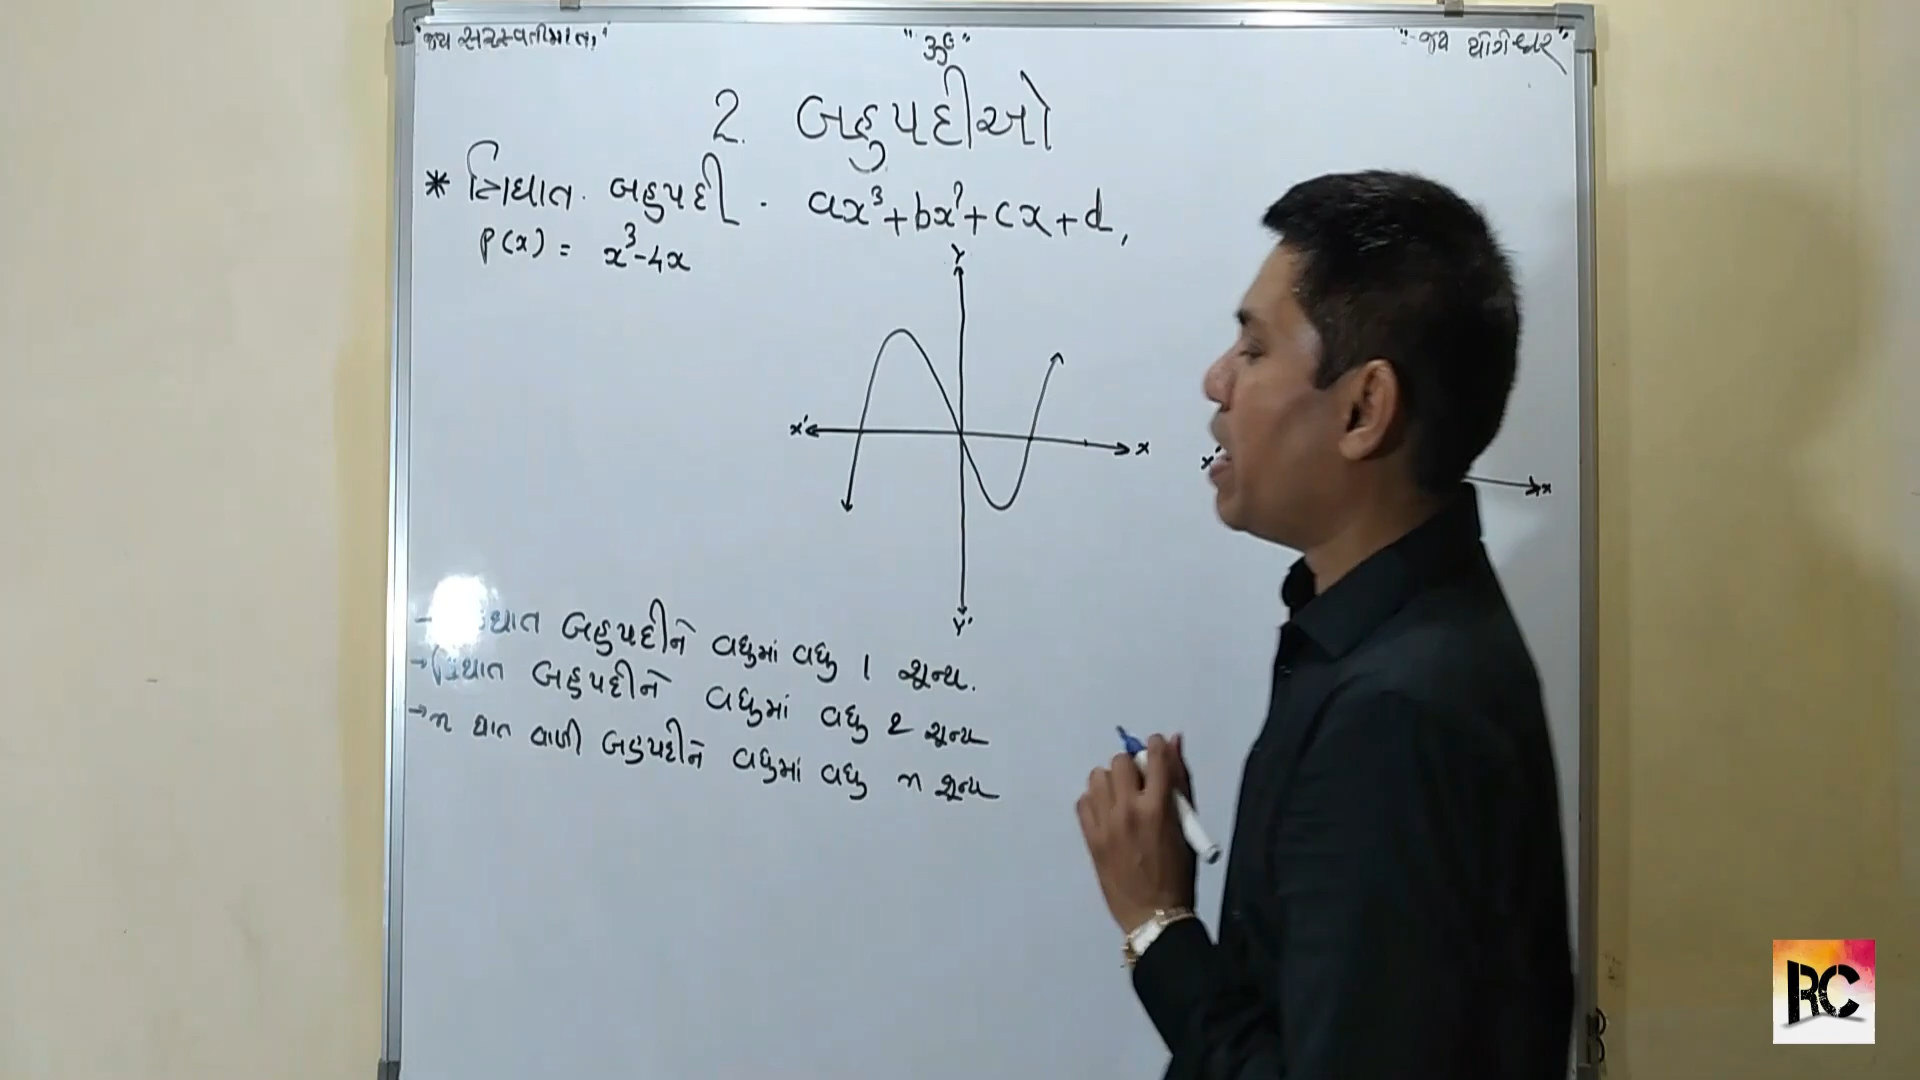 "જય સરસ્વતીમાતા"
"ૐ"
"જય યોગેશ્વર"
2. બહુપદીઓ
* ત્રિઘાત બહુપદી . ax³+bx²+cx+d,
p(x) = x³-4x
Y
x' x
x' x
Y'
- ઘાત બહુપદીને વધુમાં વધુ 1 શૂન્ય.
→ દ્વિઘાત બહુપદીને વધુમાં વધુ 2 શૂન્ય
→ n ઘાત વાળી બહુપદીને વધુમાં વધુ n શૂન્ય
RC